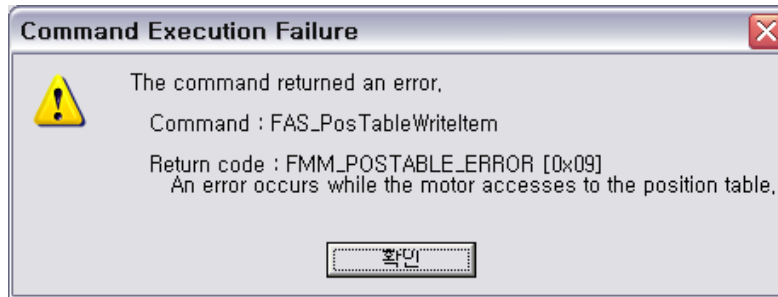 Command Execution Failure
The command returned an error,
Command : FAS_PosTableWriteItem
Return code : FMM_POSTABLE_ERROR [0x09]
An error occurs while the motor accesses to the position table,
확인